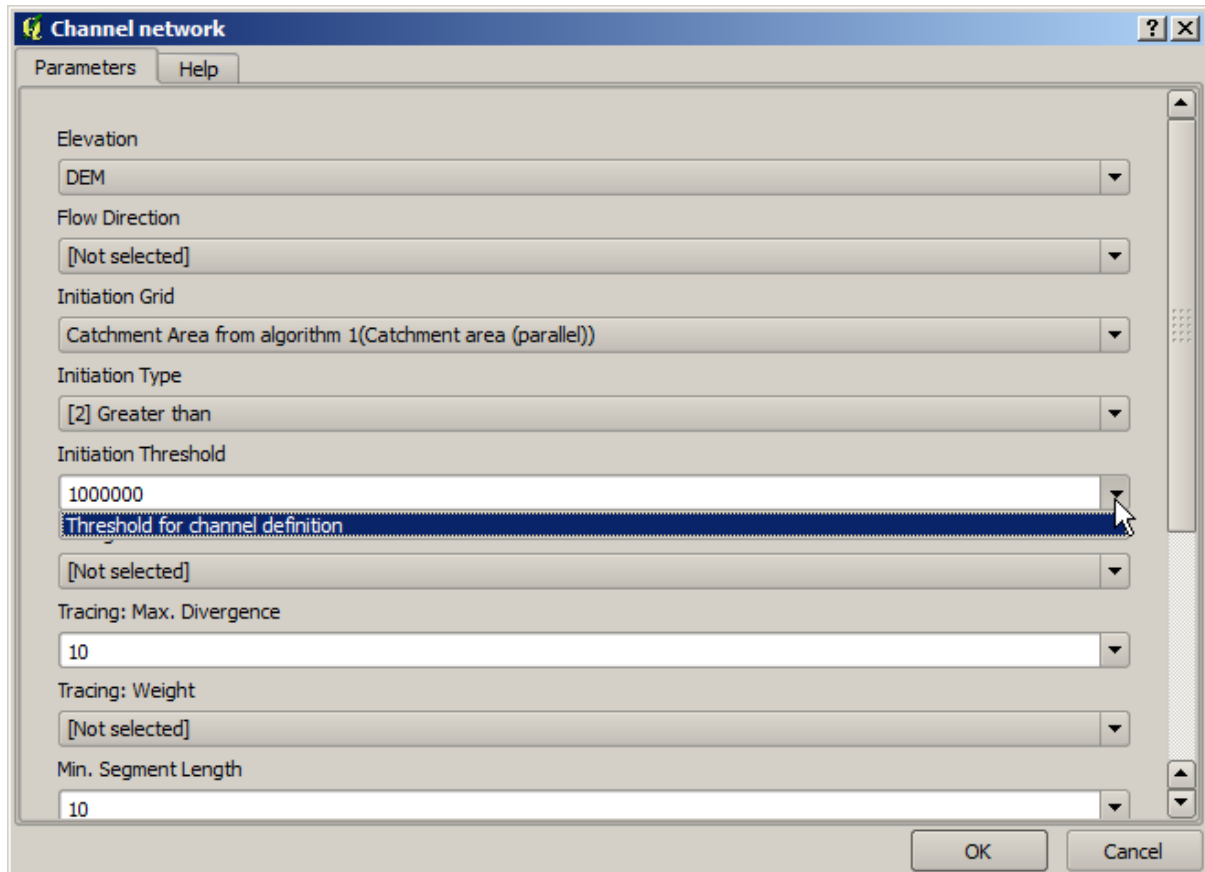 Channel network
Parameters
Help
Elevation
DEM
Flow Direction
[Not selected]
Initiation Grid
Catchment Area from algorithm 1(Catchment area (parallel))
Initiation Type
[2] Greater than
Initiation Threshold
1000000
Threshold for channel definition
[Not selected]
Tracing: Max. Divergence
10
Tracing: Weight
[Not selected]
Min. Segment Length
10
OK
Cancel